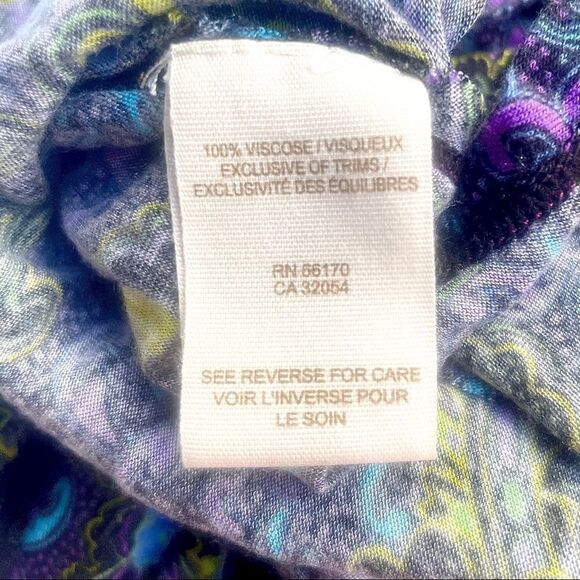 100% VISCOSE / VISQUEUX
EXCLUSIVE OF TRIMS /
EXCLUSIVITÉ DES ÉQUILIBRES
RN 56170
CA 32054
SEE REVERSE FOR CARE
VOIR L'INVERSE POUR
LE SOIN